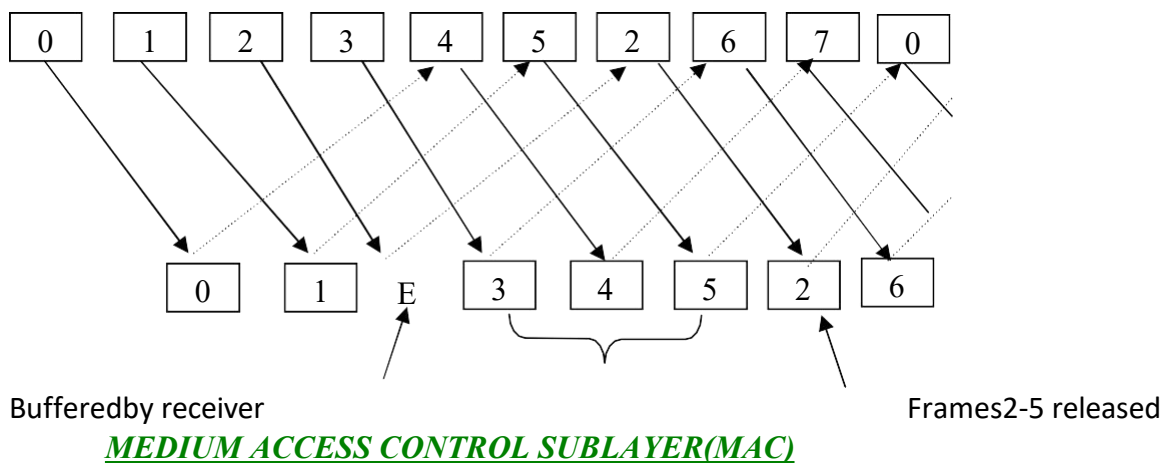 0 1 2 3 4 5 2 6 7 0
0 1 E 3 4 5 2 6
Bufferedby receiver Frames2-5 released
MEDIUM ACCESS CONTROL SUBLAYER(MAC)